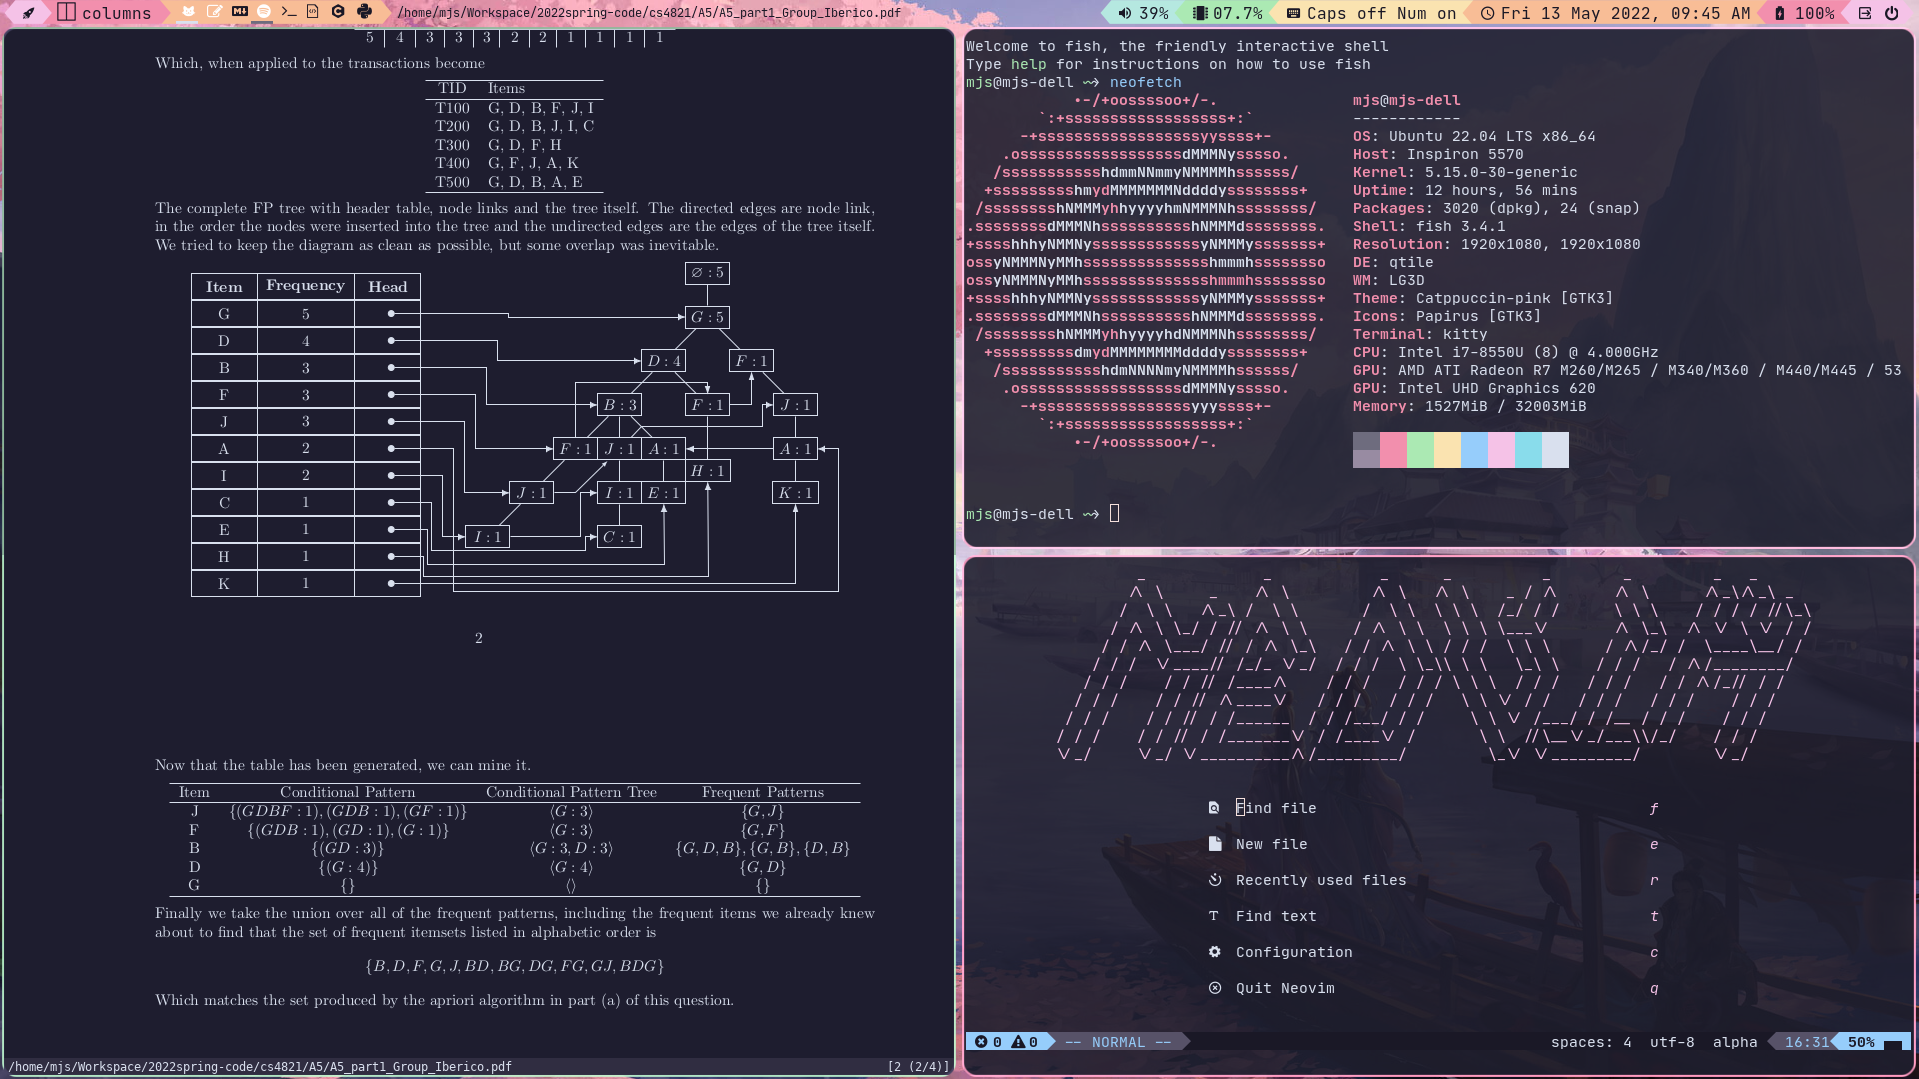 columns
/home/mjs/Workspace/2022spring-code/cs4821/A5/A5_part1_Group_Iberico.pdf
39%
07.7%
Caps off Num on
Fri 13 May 2022, 09:45 AM
100%
5 4 3 3 3 2 2 1 1 1 1
Which, when applied to the transactions become
TID Items
T100 G, D, B, F, J, I
T200 G, D, B, J, I, C
T300 G, D, F, H
T400 G, F, J, A, K
T500 G, D, B, A, E
The complete FP tree with header table, node links and the tree itself. The directed edges are node link,
in the order the nodes were inserted into the tree and the undirected edges are the edges of the tree itself.
We tried to keep the diagram as clean as possible, but some overlap was inevitable.
Item Frequency Head
G 5
D 4
B 3
F 3
J 3
A 2
I 2
C 1
E 1
H 1
K 1
∅ : 5
G : 5
D : 4 F : 1
B : 3 F : 1 J : 1
F : 1 J : 1 A : 1 A : 1
H : 1
J : 1 I : 1 E : 1 K : 1
I : 1 C : 1
2
Now that the table has been generated, we can mine it.
Item Conditional Pattern Conditional Pattern Tree Frequent Patterns
J {(GDBF : 1), (GDB : 1), (GF : 1)} ⟨G : 3⟩ {G, J}
F {(GDB : 1), (GD : 1), (G : 1)} ⟨G : 3⟩ {G, F}
B {(GD : 3)} ⟨G : 3, D : 3⟩ {G, D, B}, {G, B}, {D, B}
D {(G : 4)} ⟨G : 4⟩ {G, D}
G {} ⟨⟩ {}
Finally we take the union over all of the frequent patterns, including the frequent items we already knew
about to find that the set of frequent itemsets listed in alphabetic order is
{B, D, F, G, J, BD, BG, DG, FG, GJ, BDG}
Which matches the set produced by the apriori algorithm in part (a) of this question.
/home/mjs/Workspace/2022spring-code/cs4821/A5/A5_part1_Group_Iberico.pdf
[2 (2/4)]
Welcome to fish, the friendly interactive shell
Type help for instructions on how to use fish
mjs@mjs-dell ⤳ neofetch
mjs@mjs-dell
------------
OS: Ubuntu 22.04 LTS x86_64
Host: Inspiron 5570
Kernel: 5.15.0-30-generic
Uptime: 12 hours, 56 mins
Packages: 3020 (dpkg), 24 (snap)
Shell: fish 3.4.1
Resolution: 1920x1080, 1920x1080
DE: qtile
WM: LG3D
Theme: Catppuccin-pink [GTK3]
Icons: Papirus [GTK3]
Terminal: kitty
CPU: Intel i7-8550U (8) @ 4.000GHz
GPU: AMD ATI Radeon R7 M260/M265 / M340/M360 / M440/M445 / 53
GPU: Intel UHD Graphics 620
Memory: 1527MiB / 32003MiB
mjs@mjs-dell ⤳
Find file f
New file e
Recently used files r
Find text t
Configuration c
Quit Neovim q
0 0 -- NORMAL --
spaces: 4 utf-8 alpha 16:31 50%